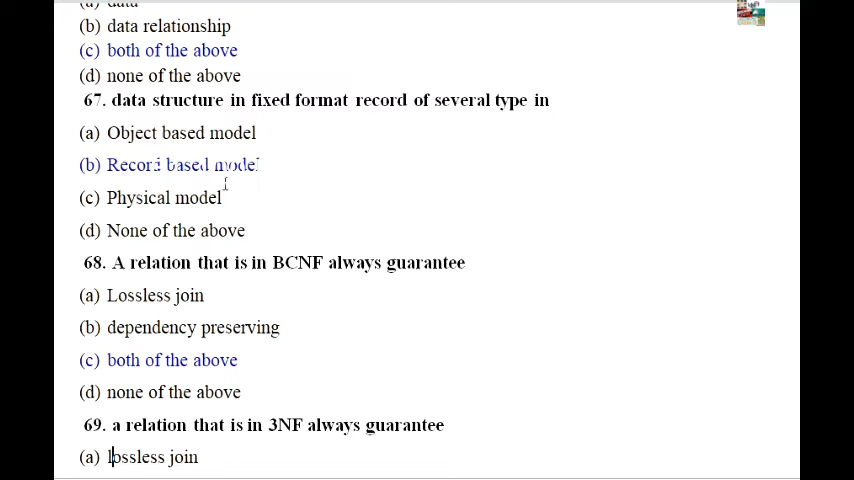 (a) data
(b) data relationship
(c) both of the above
(d) none of the above
67. data structure in fixed format record of several type in
(a) Object based model
(b) Record based model
(c) Physical model
(d) None of the above
68. A relation that is in BCNF always guarantee
(a) Lossless join
(b) dependency preserving
(c) both of the above
(d) none of the above
69. a relation that is in 3NF always guarantee
(a) lossless join